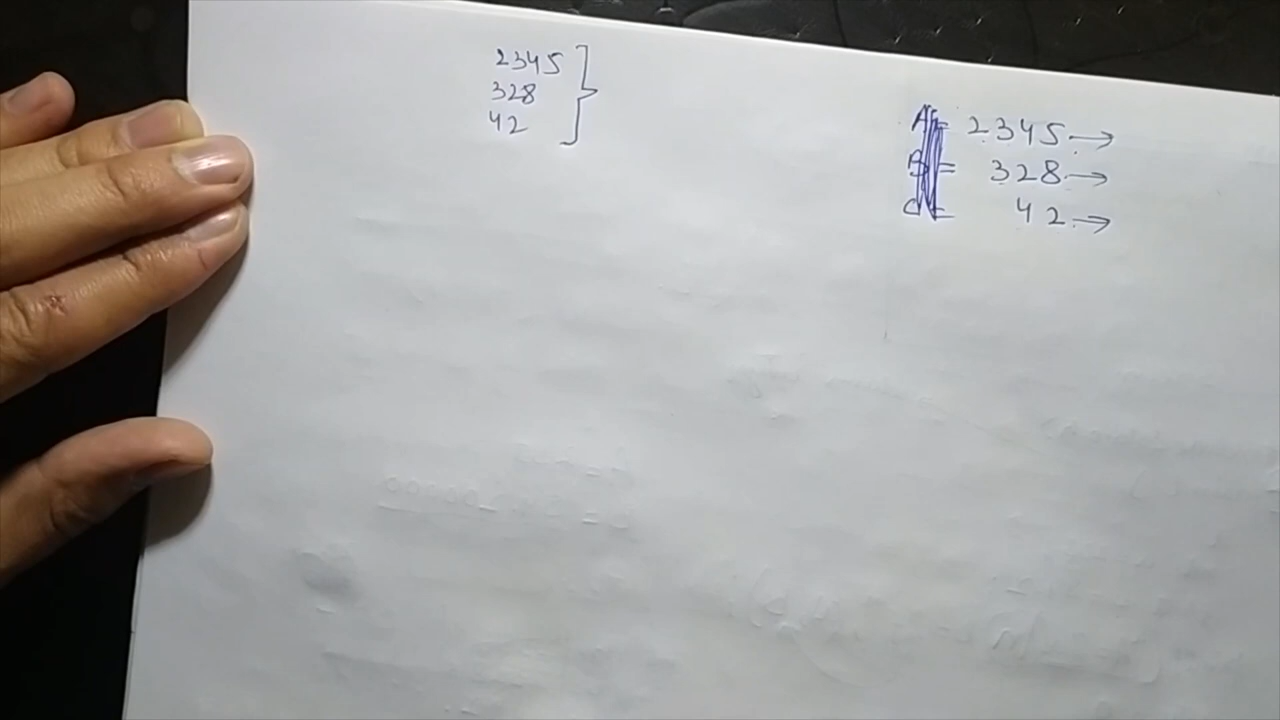 2345
328
42
A = 2345 →
B = 328 →
C = 42 →